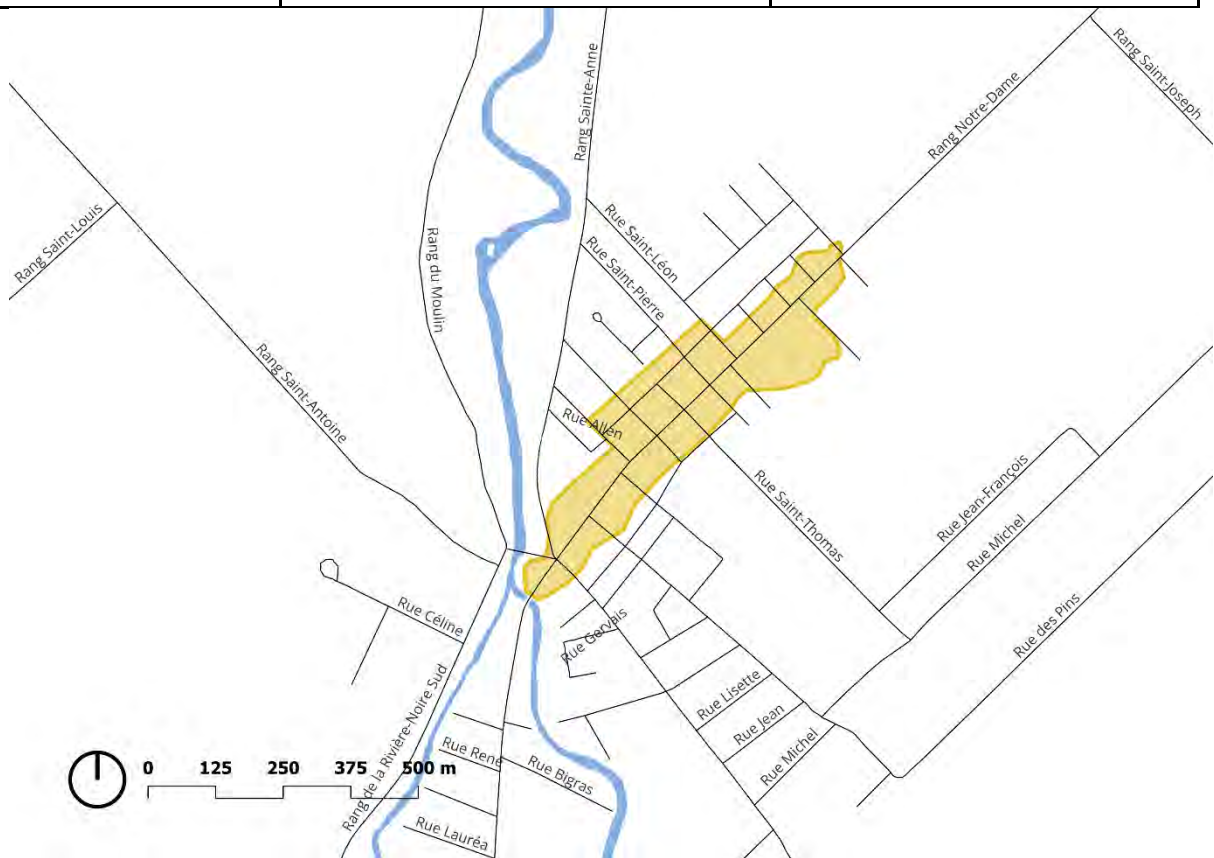 Rang Saint-Joseph
Rang Notre-Dame
Rang Sainte-Anne
Rang Saint-Louis
Rue Saint-Léon
Rue Saint-Pierre
Rang du Moulin
Rang Saint-Antoine
Rue Allen
Rue Saint-Thomas
Rue Jean-François
Rue Michel
Rue des Pins
Rue Céline
Rue Gervais
Rang de la Rivière-Noire Sud
Rue Lisette
Rue Jean
Rue Michel
Rue René
Rue Bigras
Rue Lauréa
0 125 250 375 500 m